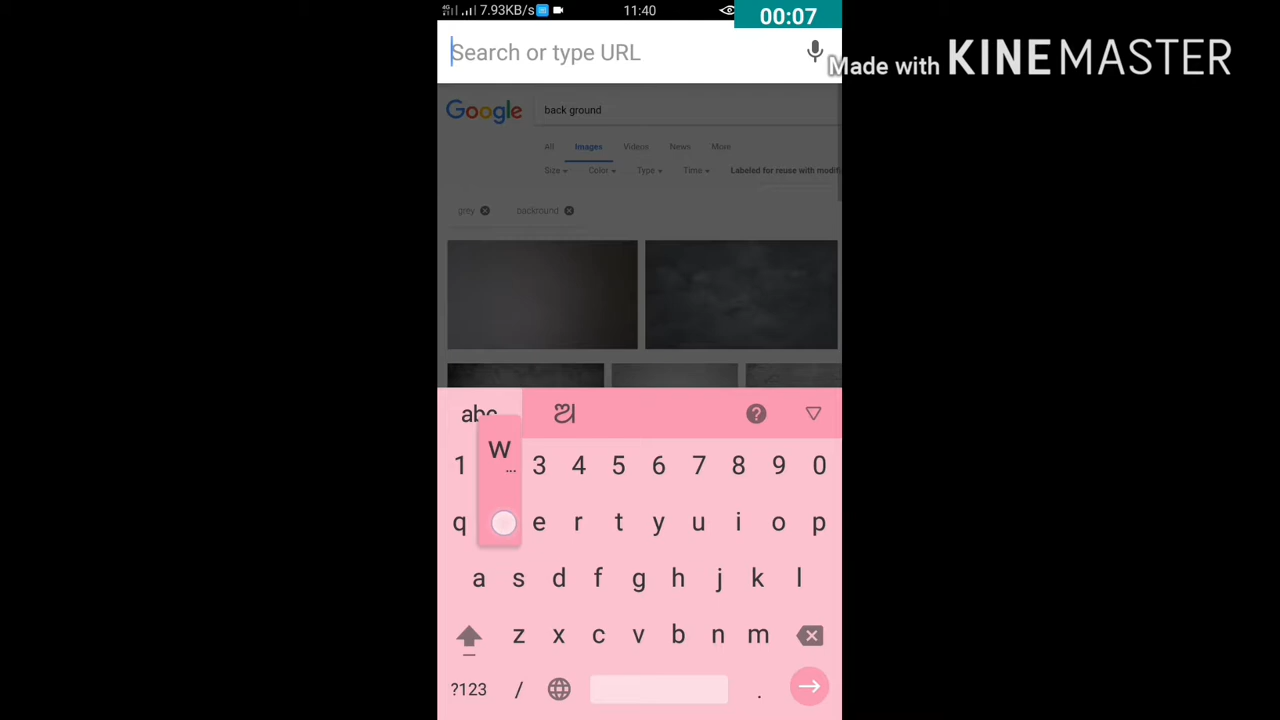 4G 7.93KB/s 11:40 00:07
Search or type URL
Made with KINEMASTER
Google back ground
All Images Videos News More
Size Color Type Time Labeled for reuse with modifi
grey backround
abc ଅ
w
...
1 3 4 5 6 7 8 9 0
q e r t y u i o p
a s d f g h j k l
z x c v b n m
?123 / .